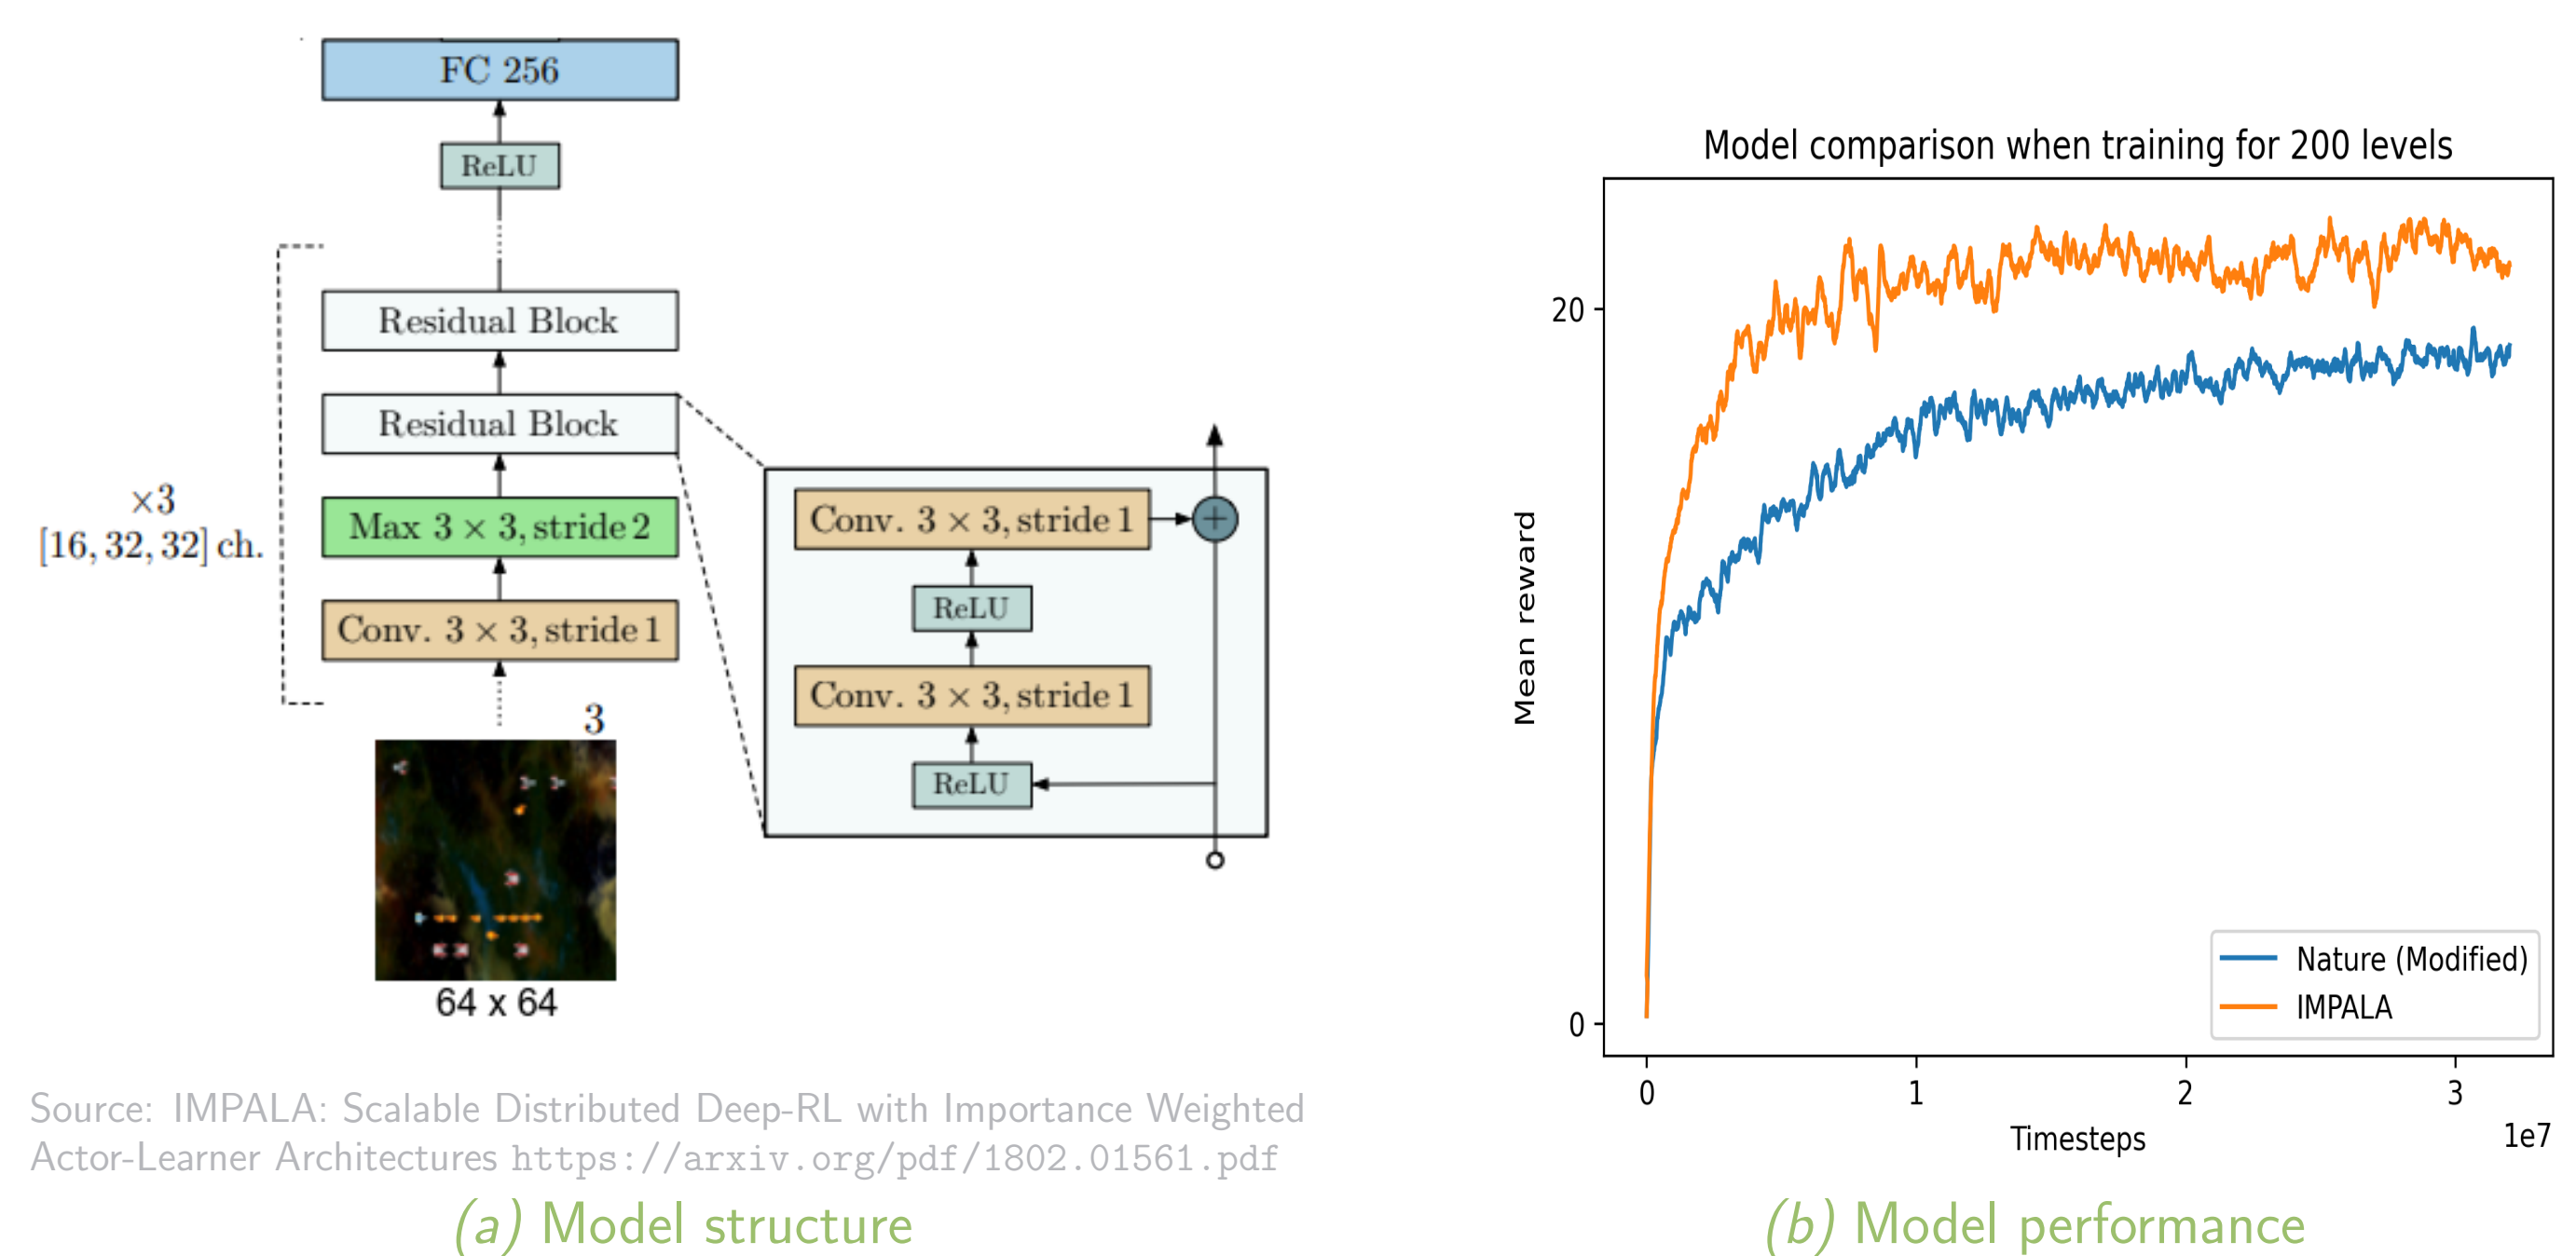 FC 256
ReLU
Residual Block
Residual Block
×3
[16, 32, 32] ch.
Max 3 × 3, stride 2
Conv. 3 × 3, stride 1
3
64 x 64
Conv. 3 × 3, stride 1
+
ReLU
Conv. 3 × 3, stride 1
ReLU
Source: IMPALA: Scalable Distributed Deep-RL with Importance Weighted
Actor-Learner Architectures https://arxiv.org/pdf/1802.01561.pdf
(a) Model structure
Model comparison when training for 200 levels
20
0
Mean reward
Nature (Modified)
IMPALA
0 1 2 3
1e7
Timesteps
(b) Model performance